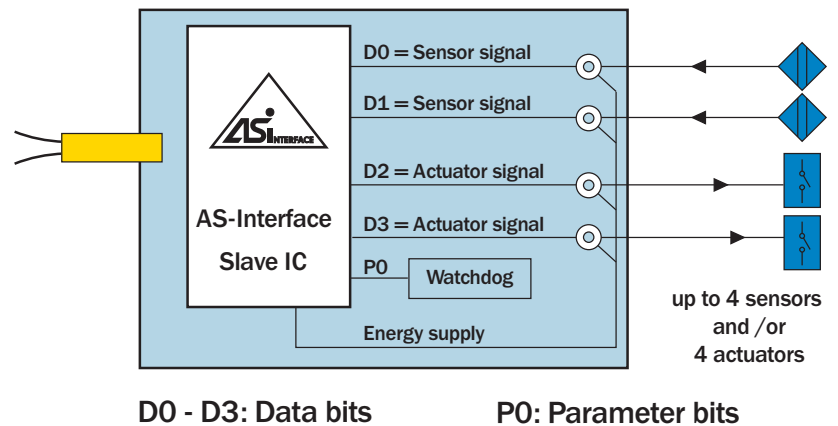 D0 = Sensor signal
D1 = Sensor signal
ASi INTERFACE
D2 = Actuator signal
AS-Interface
Slave IC
D3 = Actuator signal
P0
Watchdog
Energy supply
up to 4 sensors
and /or
4 actuators
D0 - D3: Data bits
P0: Parameter bits